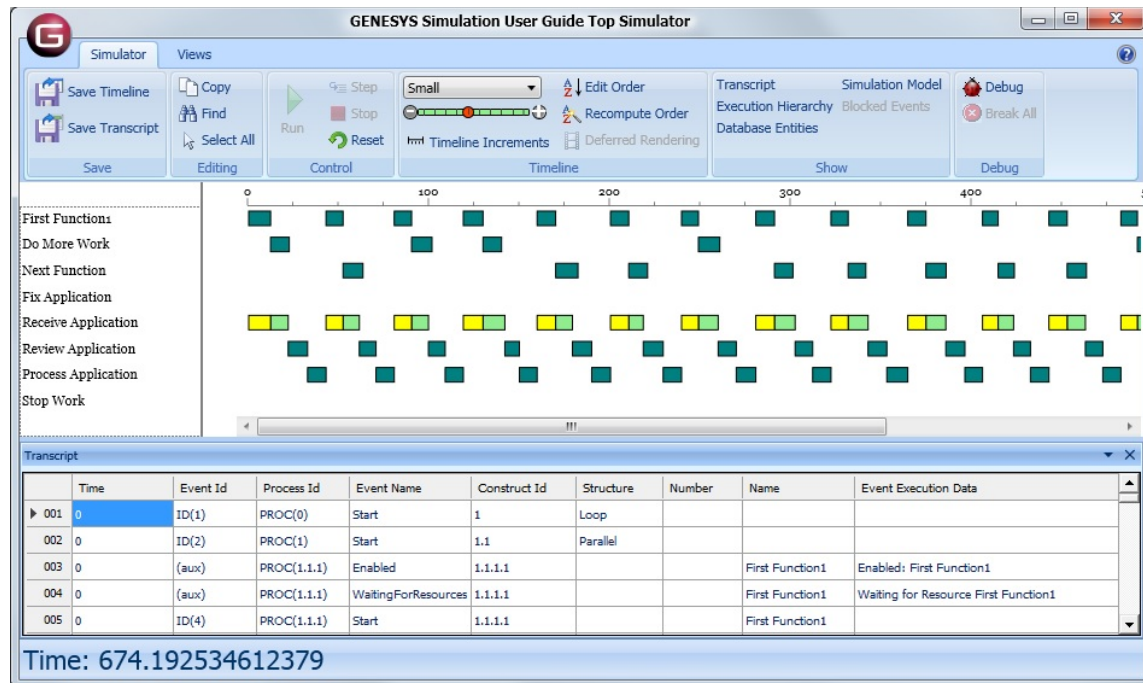 GENESYS Simulation User Guide Top Simulator
G
Simulator Views
Save Timeline
Save Transcript
Save
Copy
Find
Select All
Editing
Run
Step
Stop
Reset
Control
Small
Timeline Increments
Edit Order
Recompute Order
Deferred Rendering
Timeline
Transcript
Execution Hierarchy
Database Entities
Simulation Model
Blocked Events
Show
Debug
Break All
Debug
0 100 200 300 400
First Function1
Do More Work
Next Function
Fix Application
Receive Application
Review Application
Process Application
Stop Work
Transcript
Time Event Id Process Id Event Name Construct Id Structure Number Name Event Execution Data
001 0 ID(1) PROC(0) Start 1 Loop
002 0 ID(2) PROC(1) Start 1.1 Parallel
003 0 (aux) PROC(1.1.1) Enabled 1.1.1.1 First Function1 Enabled: First Function1
004 0 (aux) PROC(1.1.1) WaitingForResources 1.1.1.1 First Function1 Waiting for Resource First Function1
005 0 ID(4) PROC(1.1.1) Start 1.1.1.1 First Function1
Time: 674.192534612379